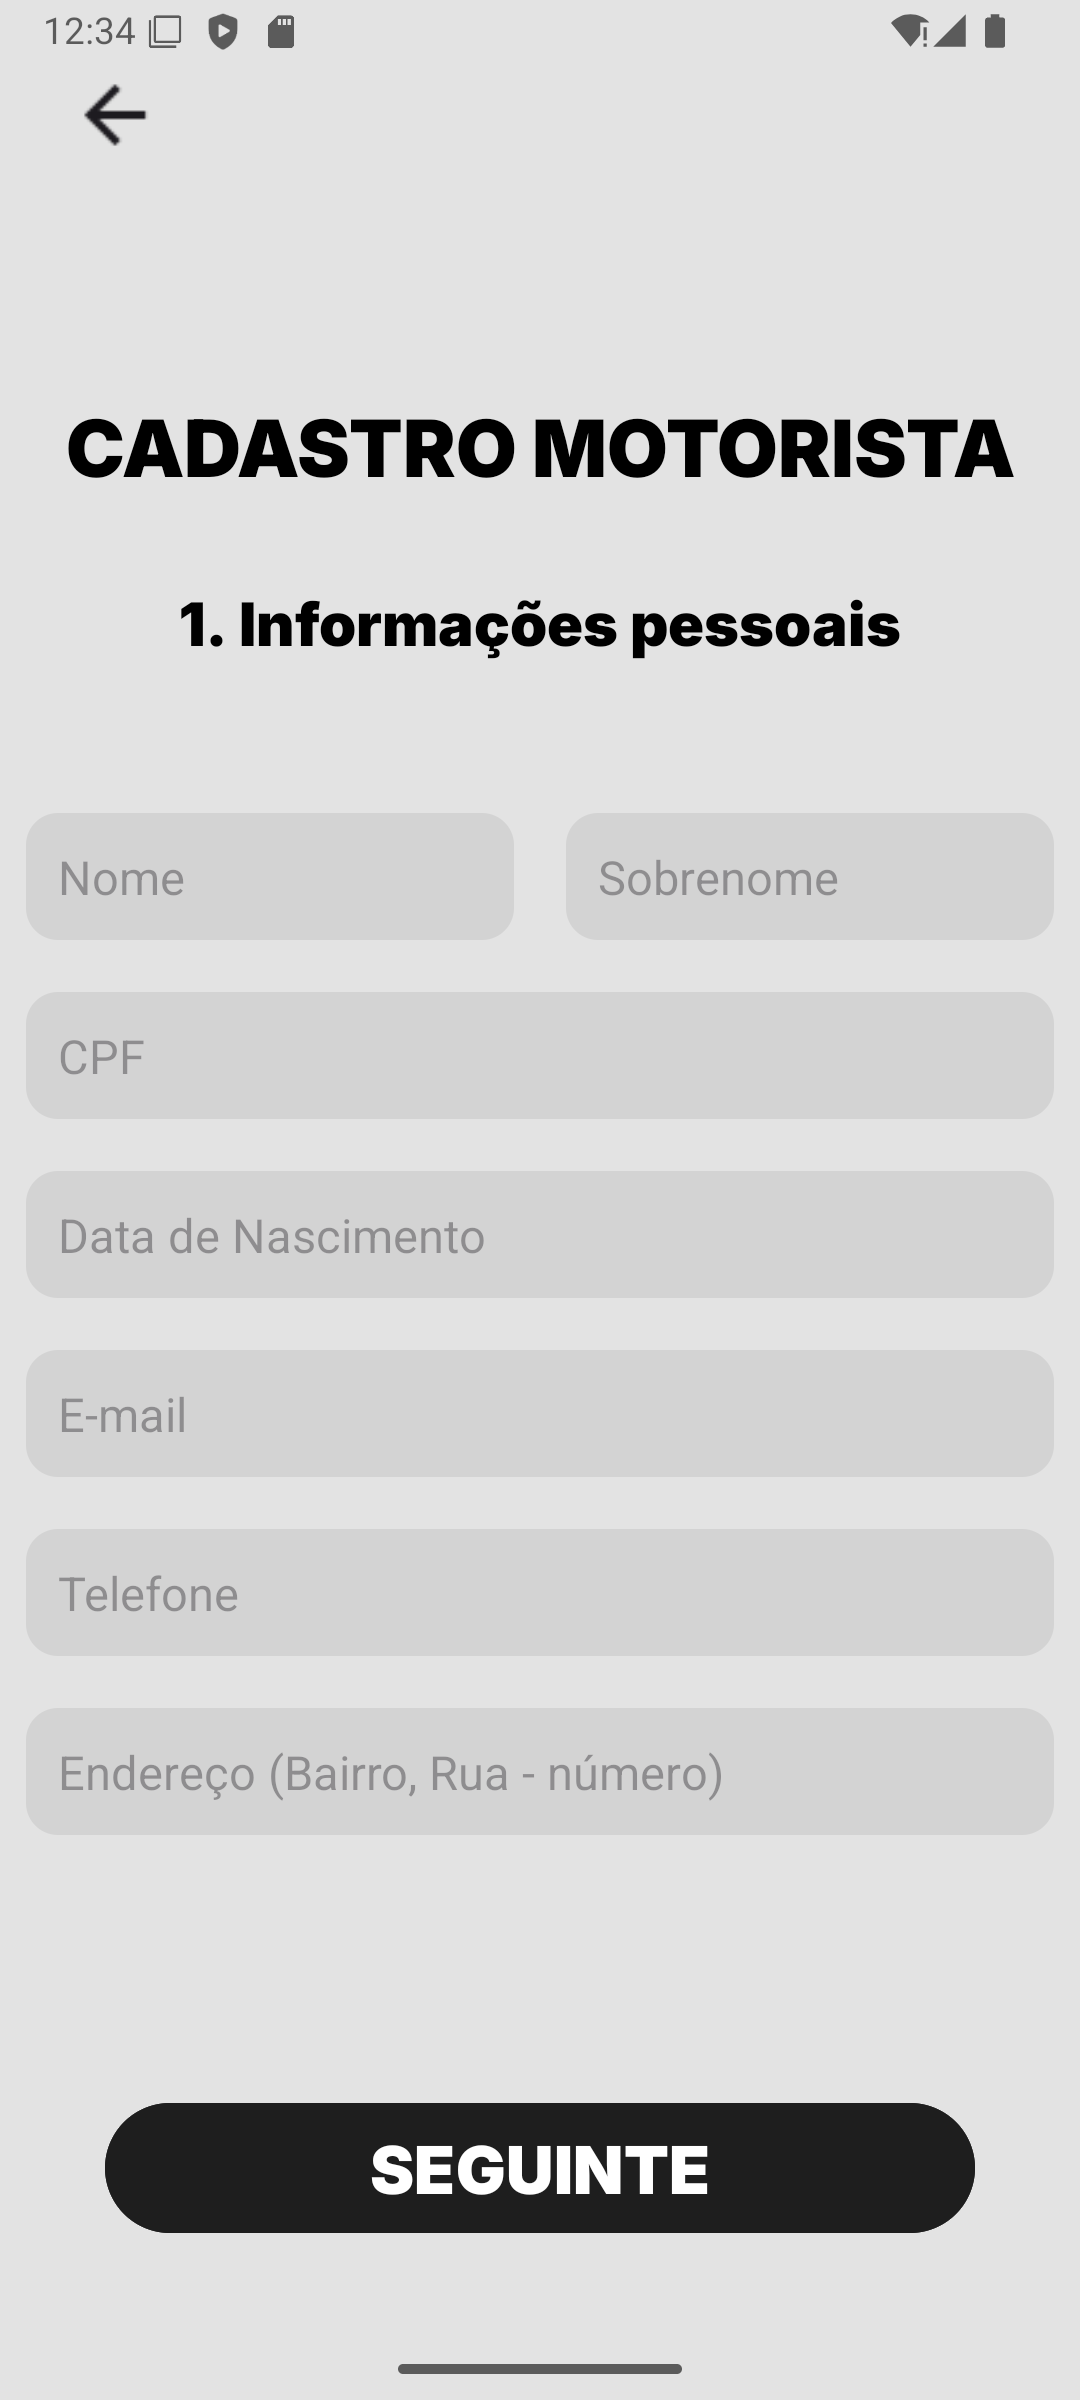 12:34
CADASTRO MOTORISTA
1. Informações pessoais
Nome
Sobrenome
CPF
Data de Nascimento
E-mail
Telefone
Endereço (Bairro, Rua - número)
SEGUINTE